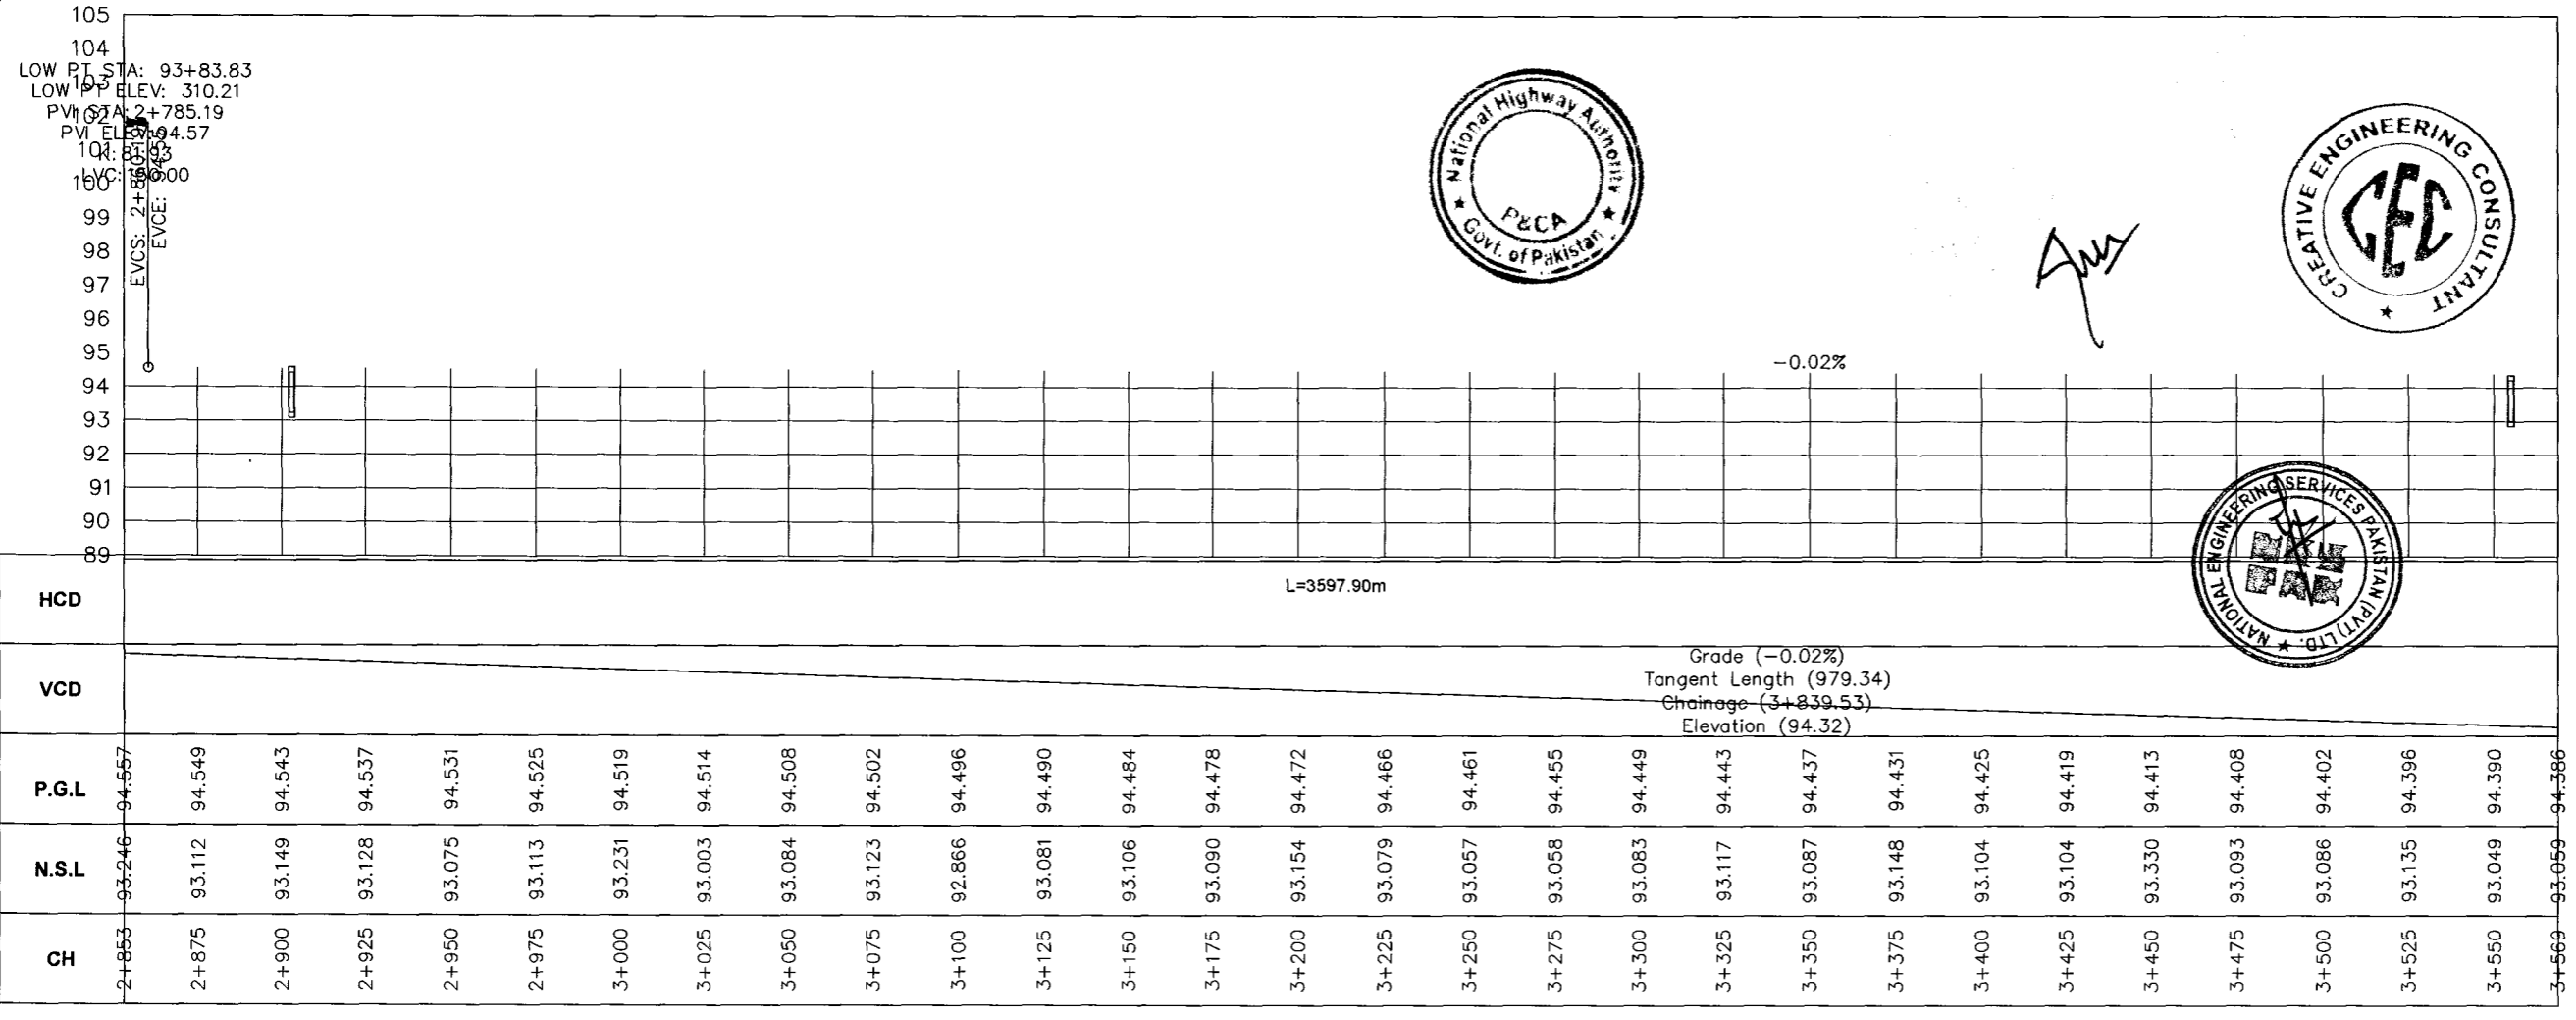 105
104
LOW PT STA: 93+83.83
103
LOW PT ELEV: 310.21
PVI STA: 2+785.19
102
PVI ELEV: 94.57
101
K: 81.93
LVC: 150.00
100
99
98
97
96
95
94
93
92
91
90
89
EVCS: 2+860.19
EVCE: 94.55
National Highway Authority
P&CA
★ Govt. of Pakistan ★
CREATIVE ENGINEERING CONSULTANT
CEC
★
-0.02%
NATIONAL ENGINEERING SERVICES PAKISTAN (PVT) LTD. ★
HCD
L=3597.90m
VCD
Grade (-0.02%)
Tangent Length (979.34)
Chainage (3+839.53)
Elevation (94.32)
P.G.L 94.557 94.549 94.543 94.537 94.531 94.525 94.519 94.514 94.508 94.502 94.496 94.490 94.484 94.478 94.472 94.466 94.461 94.455 94.449 94.443 94.437 94.431 94.425 94.419 94.413 94.408 94.402 94.396 94.390 94.386
N.S.L 93.246 93.112 93.149 93.128 93.075 93.113 93.231 93.003 93.084 93.123 92.866 93.081 93.106 93.090 93.154 93.079 93.057 93.058 93.083 93.117 93.087 93.148 93.104 93.104 93.330 93.093 93.086 93.135 93.049 93.059
CH 2+853 2+875 2+900 2+925 2+950 2+975 3+000 3+025 3+050 3+075 3+100 3+125 3+150 3+175 3+200 3+225 3+250 3+275 3+300 3+325 3+350 3+375 3+400 3+425 3+450 3+475 3+500 3+525 3+550 3+569